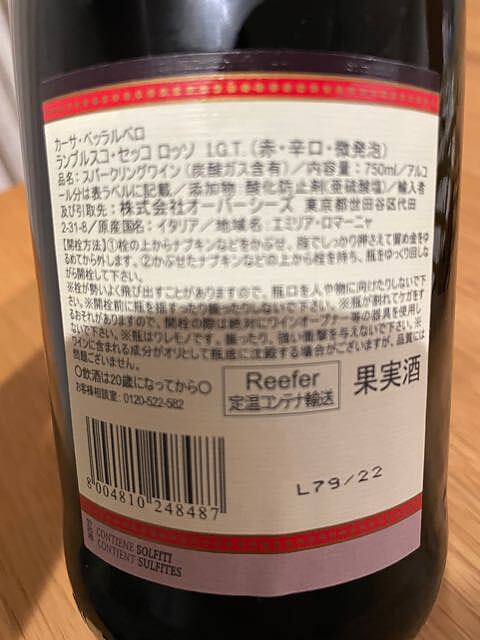 カーサ・ベッラルベロ
ランブルスコ・セッコ ロッソ I.G.T.(赤・辛口・微発泡)
品名:スパークリングワイン(炭酸ガス含有)/内容量:750ml/アルコ
ール分は表ラベルに記載/添加物:酸化防止剤(亜硫酸塩)/輸入者
及び引取先:株式会社オーバーシーズ 東京都世田谷区代田
2-31-8/原産国名:イタリア/地域名:エミリア・ロマーニャ
【開栓方法】①栓の上からナプキンなどをかぶせ、指でしっかり押さえて留め金をゆ
るめてから外します。②かぶせたナプキンなどの上から栓を持ち、瓶をゆっくり回しな
がら開栓して下さい。
※栓が勢いよく飛び出すことがありますので、瓶口を人や物に向けたりしないで下さ
い。※開栓前に瓶を揺すったり振ったりしないで下さい。※瓶が割れてケガをす
るおそれがありますので、開栓の際は絶対にワインオープナー等の器具を使用し
ないで下さい。※瓶はワレモノです。振ったり、強い衝撃を与えないで下さい。※
ワインに含まれる成分がオリとして瓶底に沈殿する場合がございますが、品質には
問題ございません。
○飲酒は20歳になってから○
お客様相談室:0120-522-582
Reefer
定温コンテナ輸送
果実酒
8 004810 248487
L79/22
CONTIENE SOLFITI
CONTIENT SULFITES